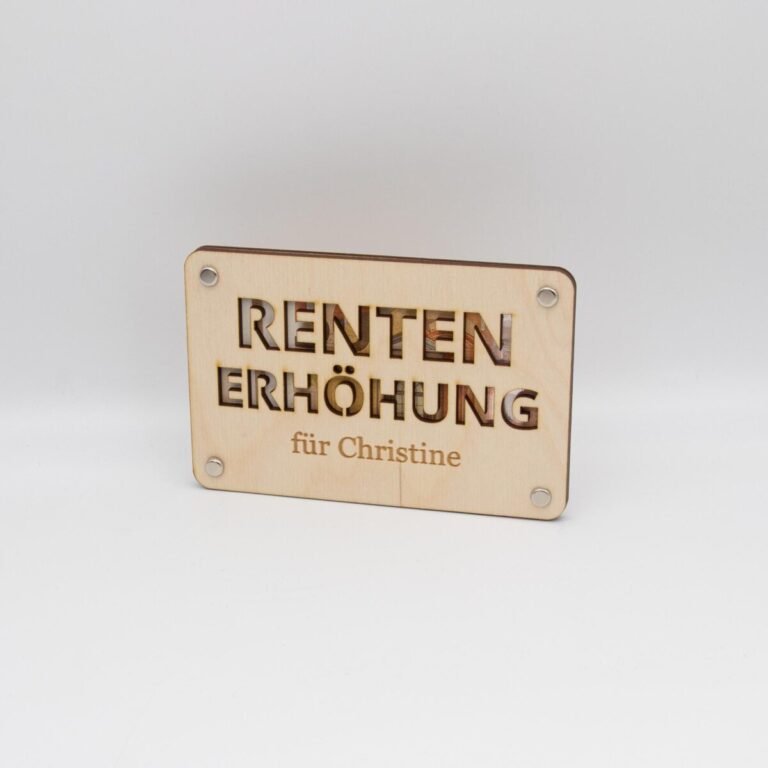 RENTEN
ERHÖHUNG
für Christine